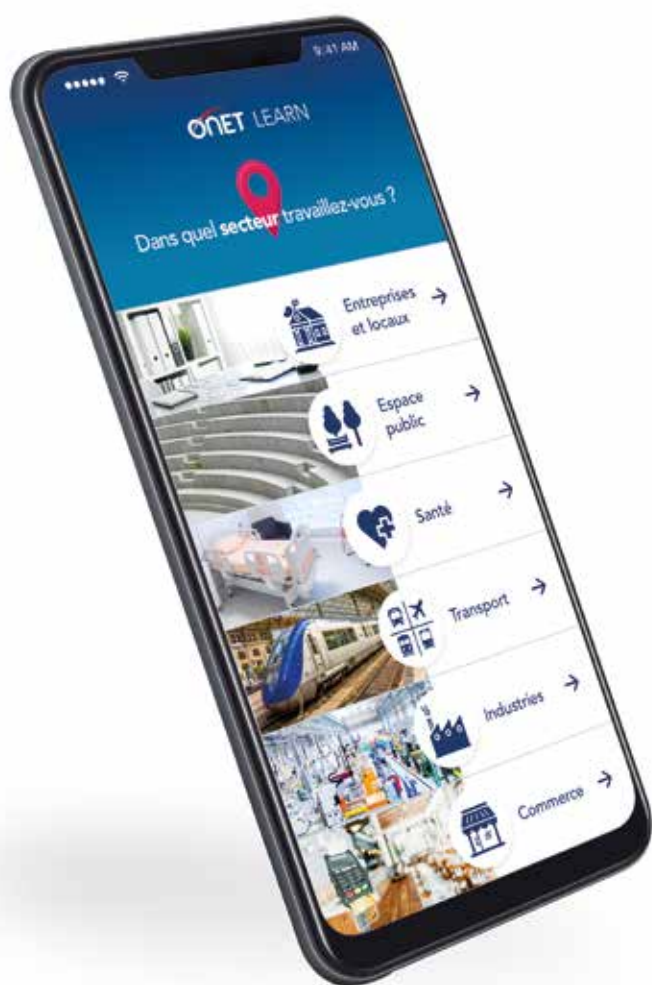 9:41 AM
ONET LEARN
Dans quel secteur travaillez-vous ?
Entreprises
et locaux
Espace
public
Santé
Transport
Industries
Commerce